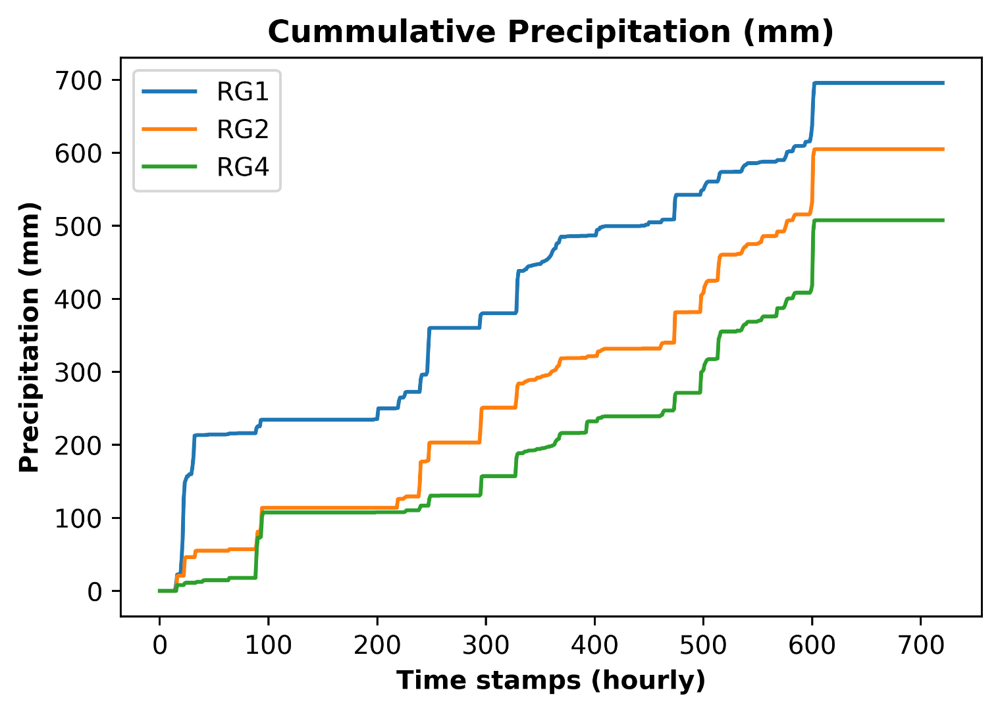 Cummulative Precipitation (mm)
RG1
RG2
RG4
Precipitation (mm)
700
600
500
400
300
200
100
0
0 100 200 300 400 500 600 700
Time stamps (hourly)